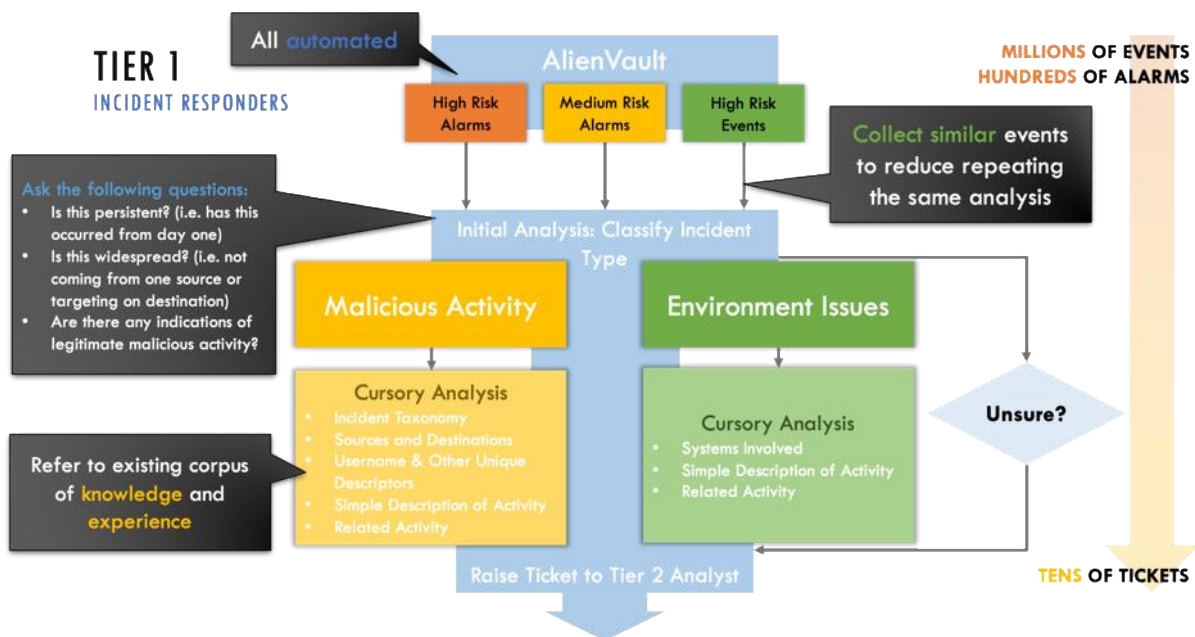 TIER 1
INCIDENT RESPONDERS
All automated
AlienVault
High Risk
Alarms
Medium Risk
Alarms
High Risk
Events
MILLIONS OF EVENTS
HUNDREDS OF ALARMS
Collect similar events
to reduce repeating
the same analysis
Ask the following questions:
• Is this persistent? (i.e. has this
occurred from day one)
• Is this widespread? (i.e. not
coming from one source or
targeting on destination)
• Are there any indications of
legitimate malicious activity?
Initial Analysis: Classify Incident
Type
Malicious Activity
Environment Issues
Cursory Analysis
• Incident Taxonomy
• Sources and Destinations
• Username & Other Unique
Descriptors
• Simple Description of Activity
• Related Activity
Cursory Analysis
• Systems Involved
• Simple Description of Activity
• Related Activity
Unsure?
Refer to existing corpus
of knowledge and
experience
Raise Ticket to Tier 2 Analyst
TENS OF TICKETS